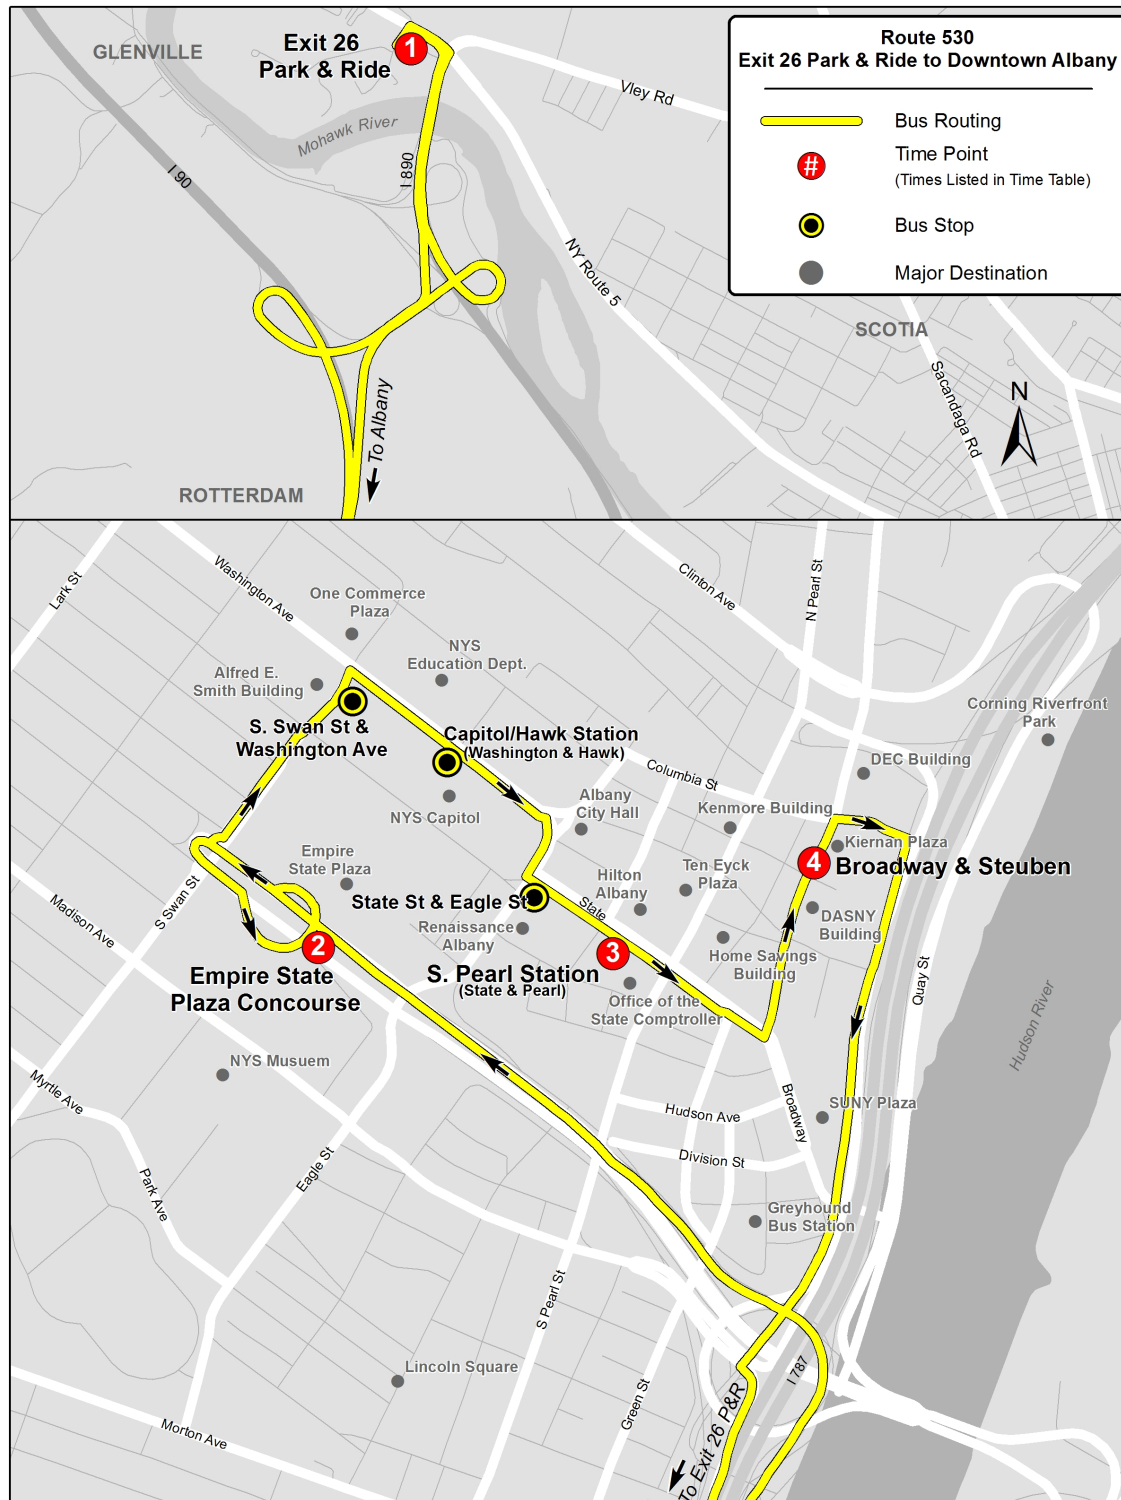 GLENVILLE
Exit 26
Park & Ride
1
Route 530
Exit 26 Park & Ride to Downtown Albany
Bus Routing
#
Time Point
(Times Listed in Time Table)
Bus Stop
Major Destination
Vley Rd
Mohawk River
I 890
I 90
NY Route 5
SCOTIA
Sacandaga Rd
N
To Albany
ROTTERDAM
Lark St
Washington Ave
One Commerce
Plaza
NYS
Education Dept.
Clinton Ave
N Pearl St
Alfred E.
Smith Building
S. Swan St &
Washington Ave
Capitol/Hawk Station
(Washington & Hawk)
Corning Riverfront
Park
Columbia St
DEC Building
NYS Capitol
Albany
City Hall
Kenmore Building
Kiernan Plaza
4
Broadway & Steuben
Empire
State Plaza
Hilton
Albany
Ten Eyck
Plaza
S Swan St
Madison Ave
State St & Eagle St
State
DASNY
Building
Renaissance
Albany
2
Empire State
Plaza Concourse
3
S. Pearl Station
(State & Pearl)
Home Savings
Building
Office of the
State Comptroller
Quay St
Hudson River
NYS Musuem
Myrtle Ave
Hudson Ave
Broadway
SUNY Plaza
Division St
Park Ave
Eagle St
Greyhound
Bus Station
S Pearl St
Lincoln Square
I 787
Green St
To Exit 26 P&R
Morton Ave